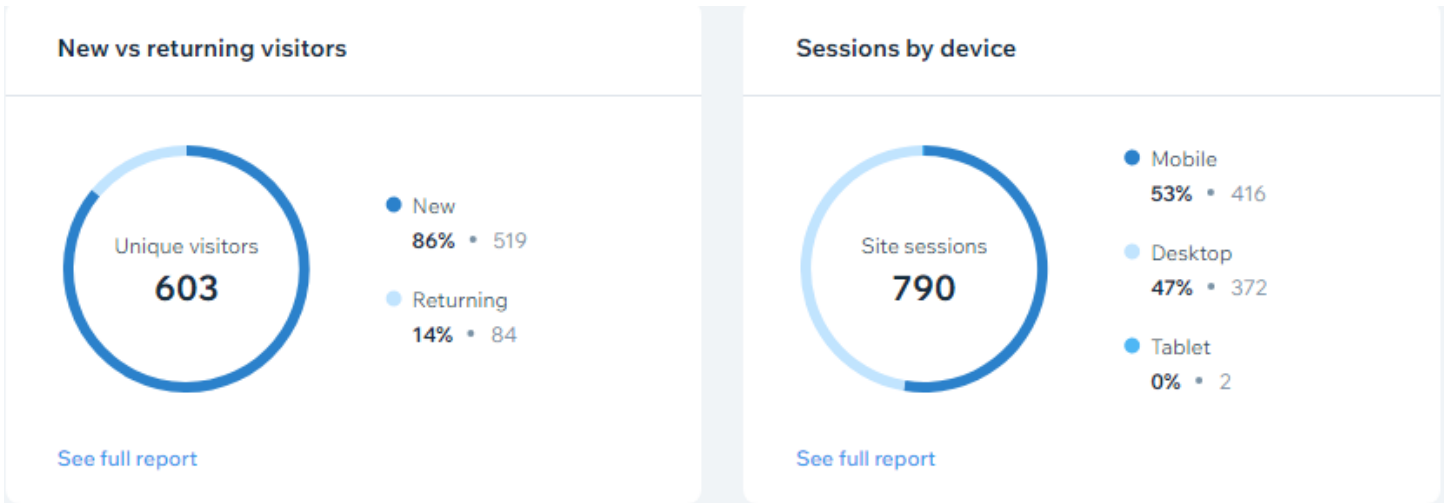 New vs returning visitors
Unique visitors
603
New
86% • 519
Returning
14% • 84
See full report
Sessions by device
Site sessions
790
Mobile
53% • 416
Desktop
47% • 372
Tablet
0% • 2
See full report